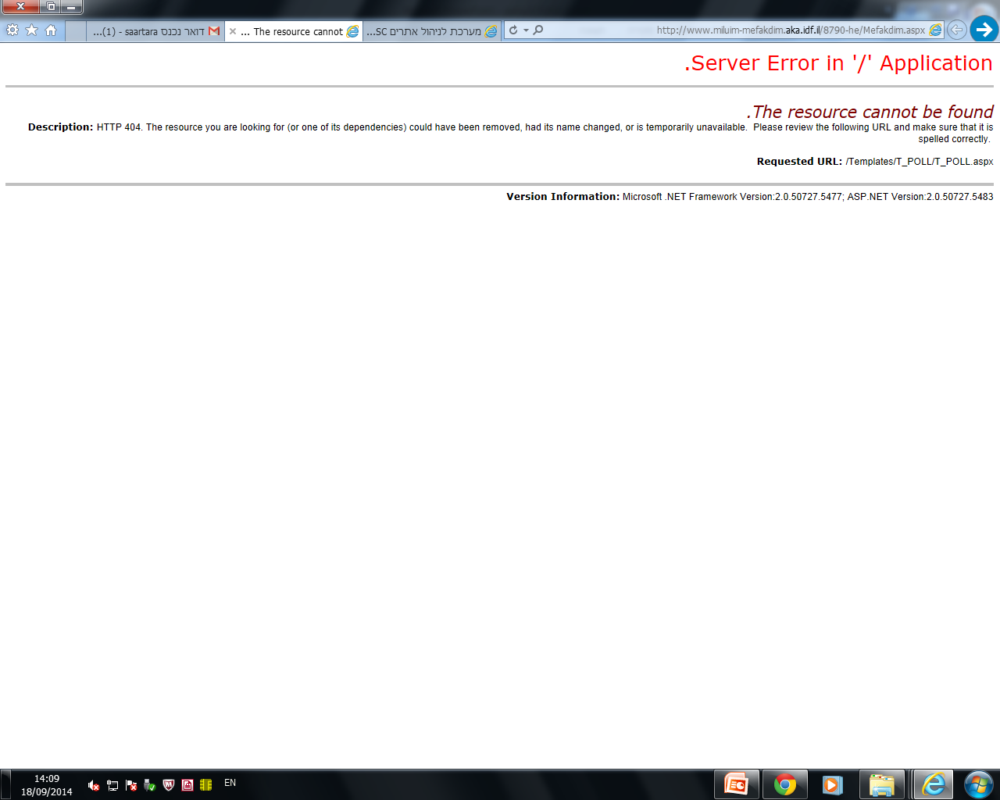 דואר נכנס saartara - (1)...
The resource cannot ...
מערכת לניהול אתרים SC...
http://www.miluim-mefakdim.aka.idf.il/8790-he/Mefakdim.aspx
.Server Error in '/' Application
.The resource cannot be found
Description: HTTP 404. The resource you are looking for (or one of its dependencies) could have been removed, had its name changed, or is temporarily unavailable.  Please review the following URL and make sure that it is
spelled correctly.
Requested URL: /Templates/T_POLL/T_POLL.aspx
Version Information: Microsoft .NET Framework Version:2.0.50727.5477; ASP.NET Version:2.0.50727.5483
14:09
18/09/2014
EN